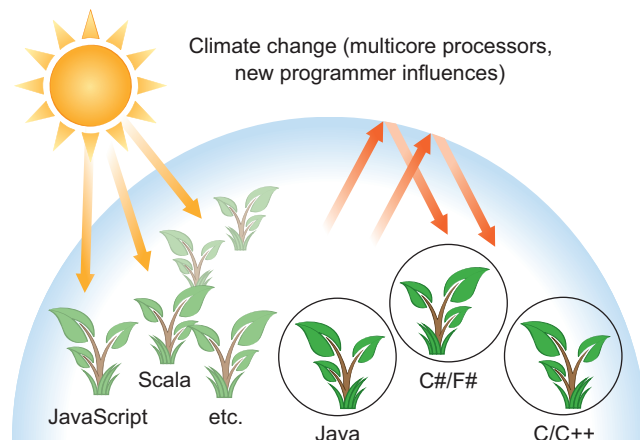 Climate change (multicore processors,
new programmer influences)
Scala
C#/F#
JavaScript
etc.
Java
C/C++